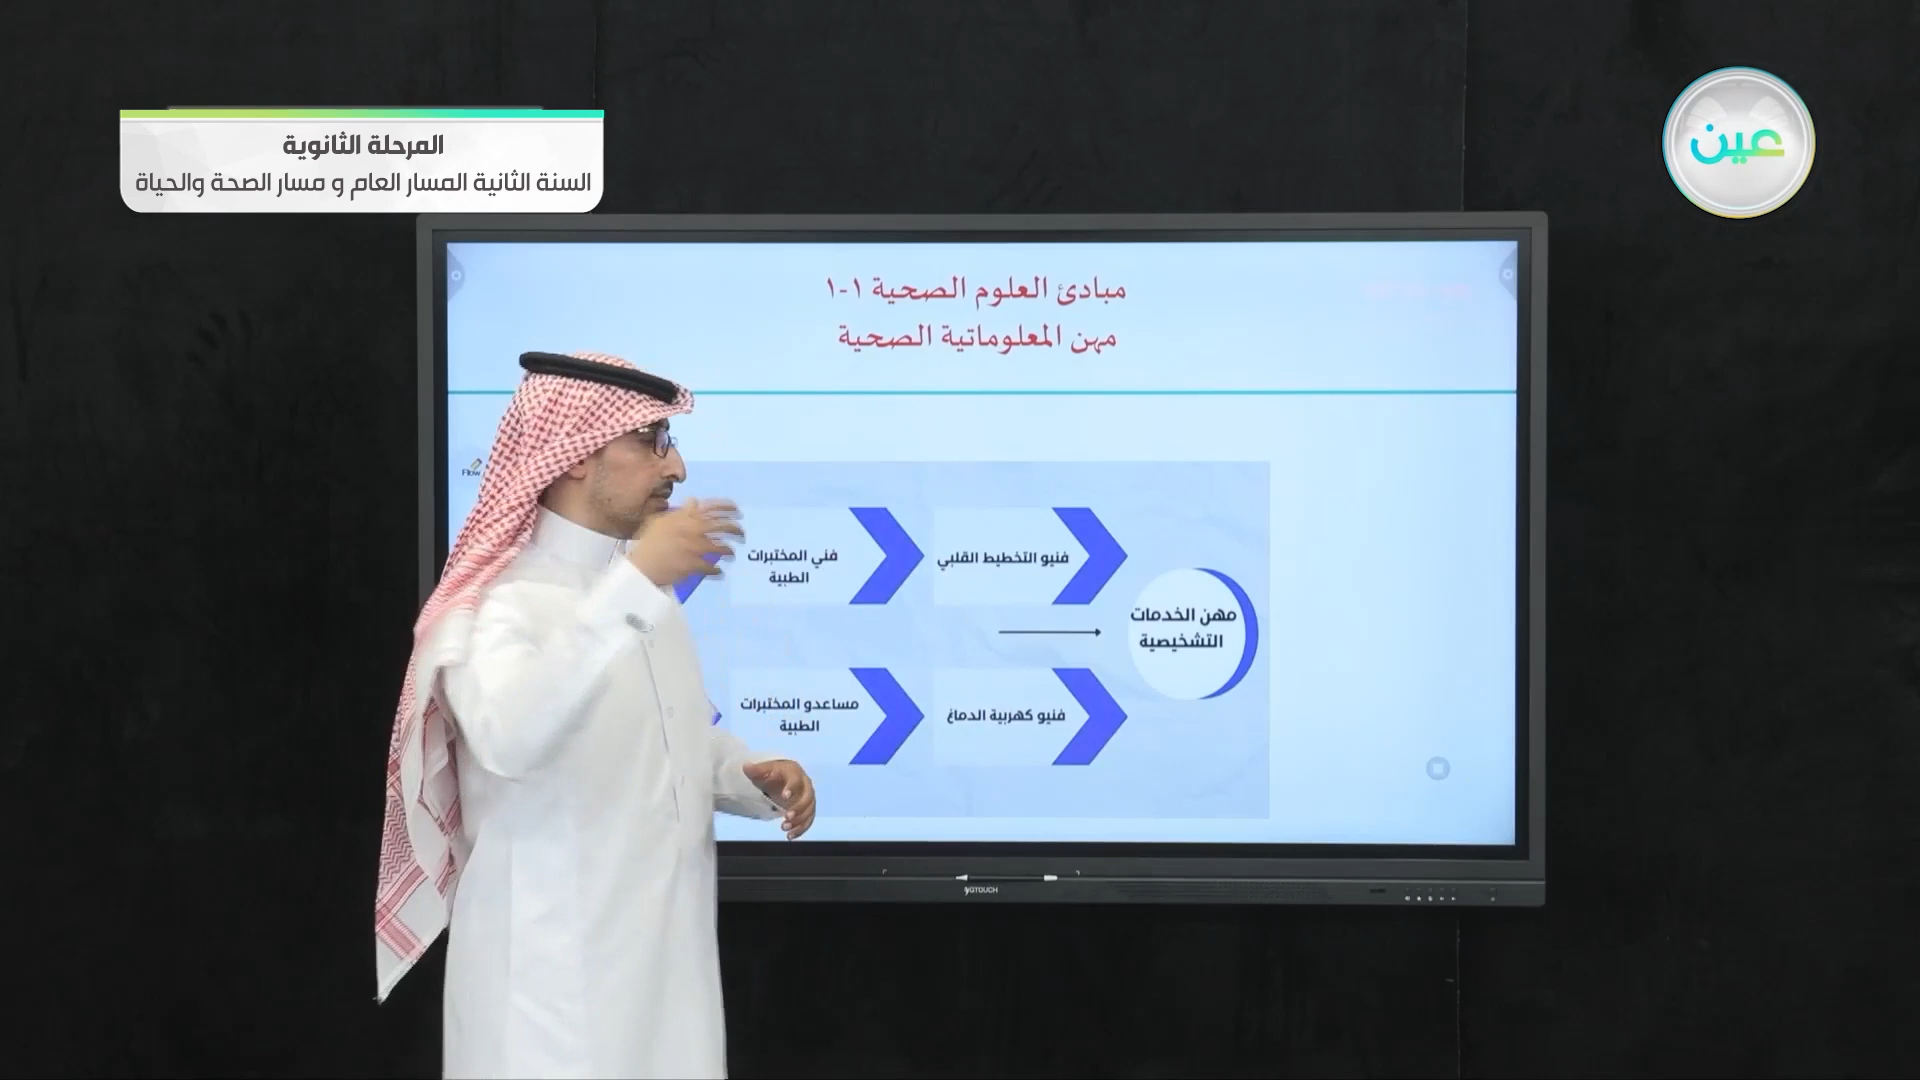 المرحلة الثانوية
السنة الثانية المسار العام و مسار الصحة والحياة
عين
مبادئ العلوم الصحية ١-١
مهن المعلوماتية الصحية
Flow
مهن الخدمات
التشخيصية
فنيو التخطيط القلبي
فني المختبرات
الطبية
فنيو كهربية الدماغ
مساعدو المختبرات
الطبية